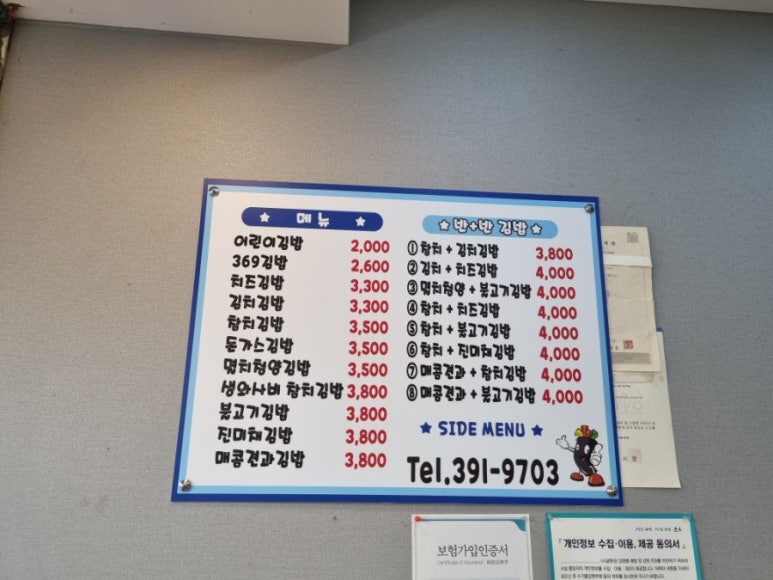 메뉴
어린이김밥 2,000
369김밥 2,600
치즈김밥 3,300
김치김밥 3,300
참치김밥 3,500
돈가스김밥 3,500
멸치청양김밥 3,500
생와사비 참치김밥 3,800
붓고기김밥 3,800
진미채김밥 3,800
매콤견과김밥 3,800
반+반 김밥
① 참치 + 김치김밥 3,800
② 김치 + 치즈김밥 4,000
③ 멸치청양 + 불고기김밥 4,000
④ 참치 + 치즈김밥 4,000
⑤ 참치 + 불고기김밥 4,000
⑥ 참치 + 진미채김밥 4,000
⑦ 매콤견과 + 참치김밥 4,000
⑧ 매콤견과 + 불고기김밥 4,000
SIDE MENU
Tel.391-9703
보험가입인증서
Certificate of Insurance
「개인정보 수집·이용, 제공 동의서」